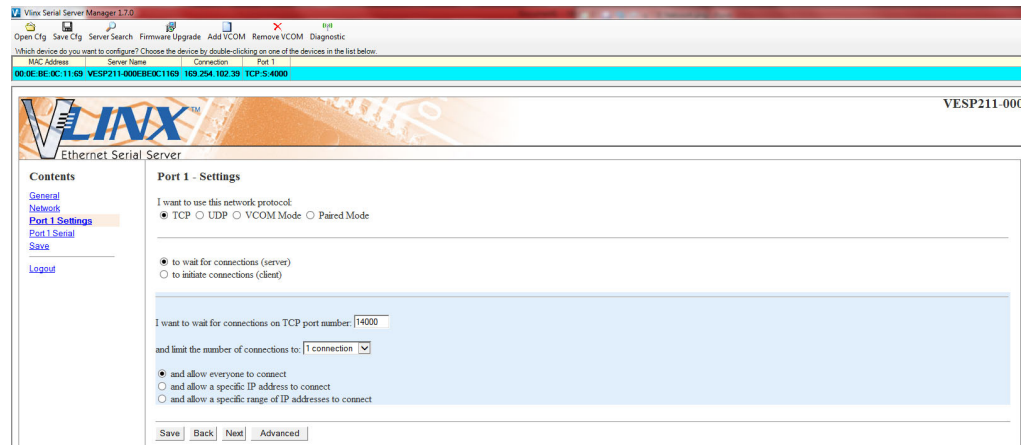 Vlinx Serial Server Manager 1.7.0
Open Cfg Save Cfg Server Search Firmware Upgrade Add VCOM Remove VCOM Diagnostic
Which device do you want to configure? Choose the device by double-clicking on one of the devices in the list below.
MAC Address Server Name Connection Port 1
00:0E:BE:0C:11:69 VESP211-000EBE0C1169 169.254.102.39 TCP:S:4000
VLINX TM
VESP211-000
Ethernet Serial Server
Contents
General
Network
Port 1 Settings
Port 1 Serial
Save
Logout
Port 1 - Settings
I want to use this network protocol:
TCP UDP VCOM Mode Paired Mode
to wait for connections (server)
to initiate connections (client)
I want to wait for connections on TCP port number: 14000
and limit the number of connections to: 1 connection
and allow everyone to connect
and allow a specific IP address to connect
and allow a specific range of IP addresses to connect
Save Back Next Advanced